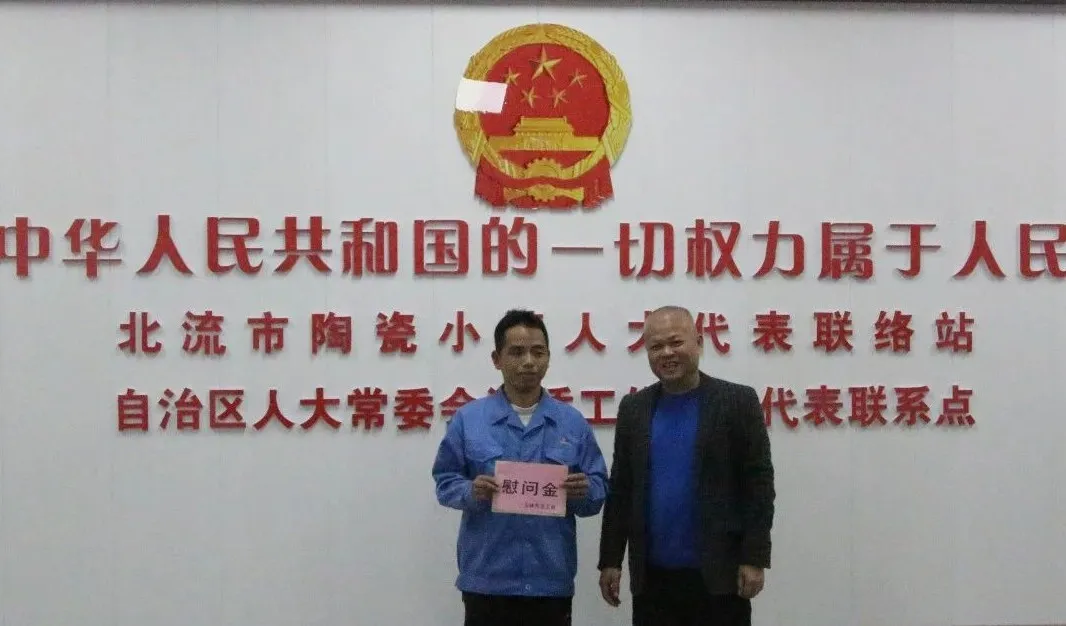 中华人民共和国的一切权力属于人民
北流市陶瓷小 人大代表联络站
自治区人大常委会 工 代表联系点
慰问金